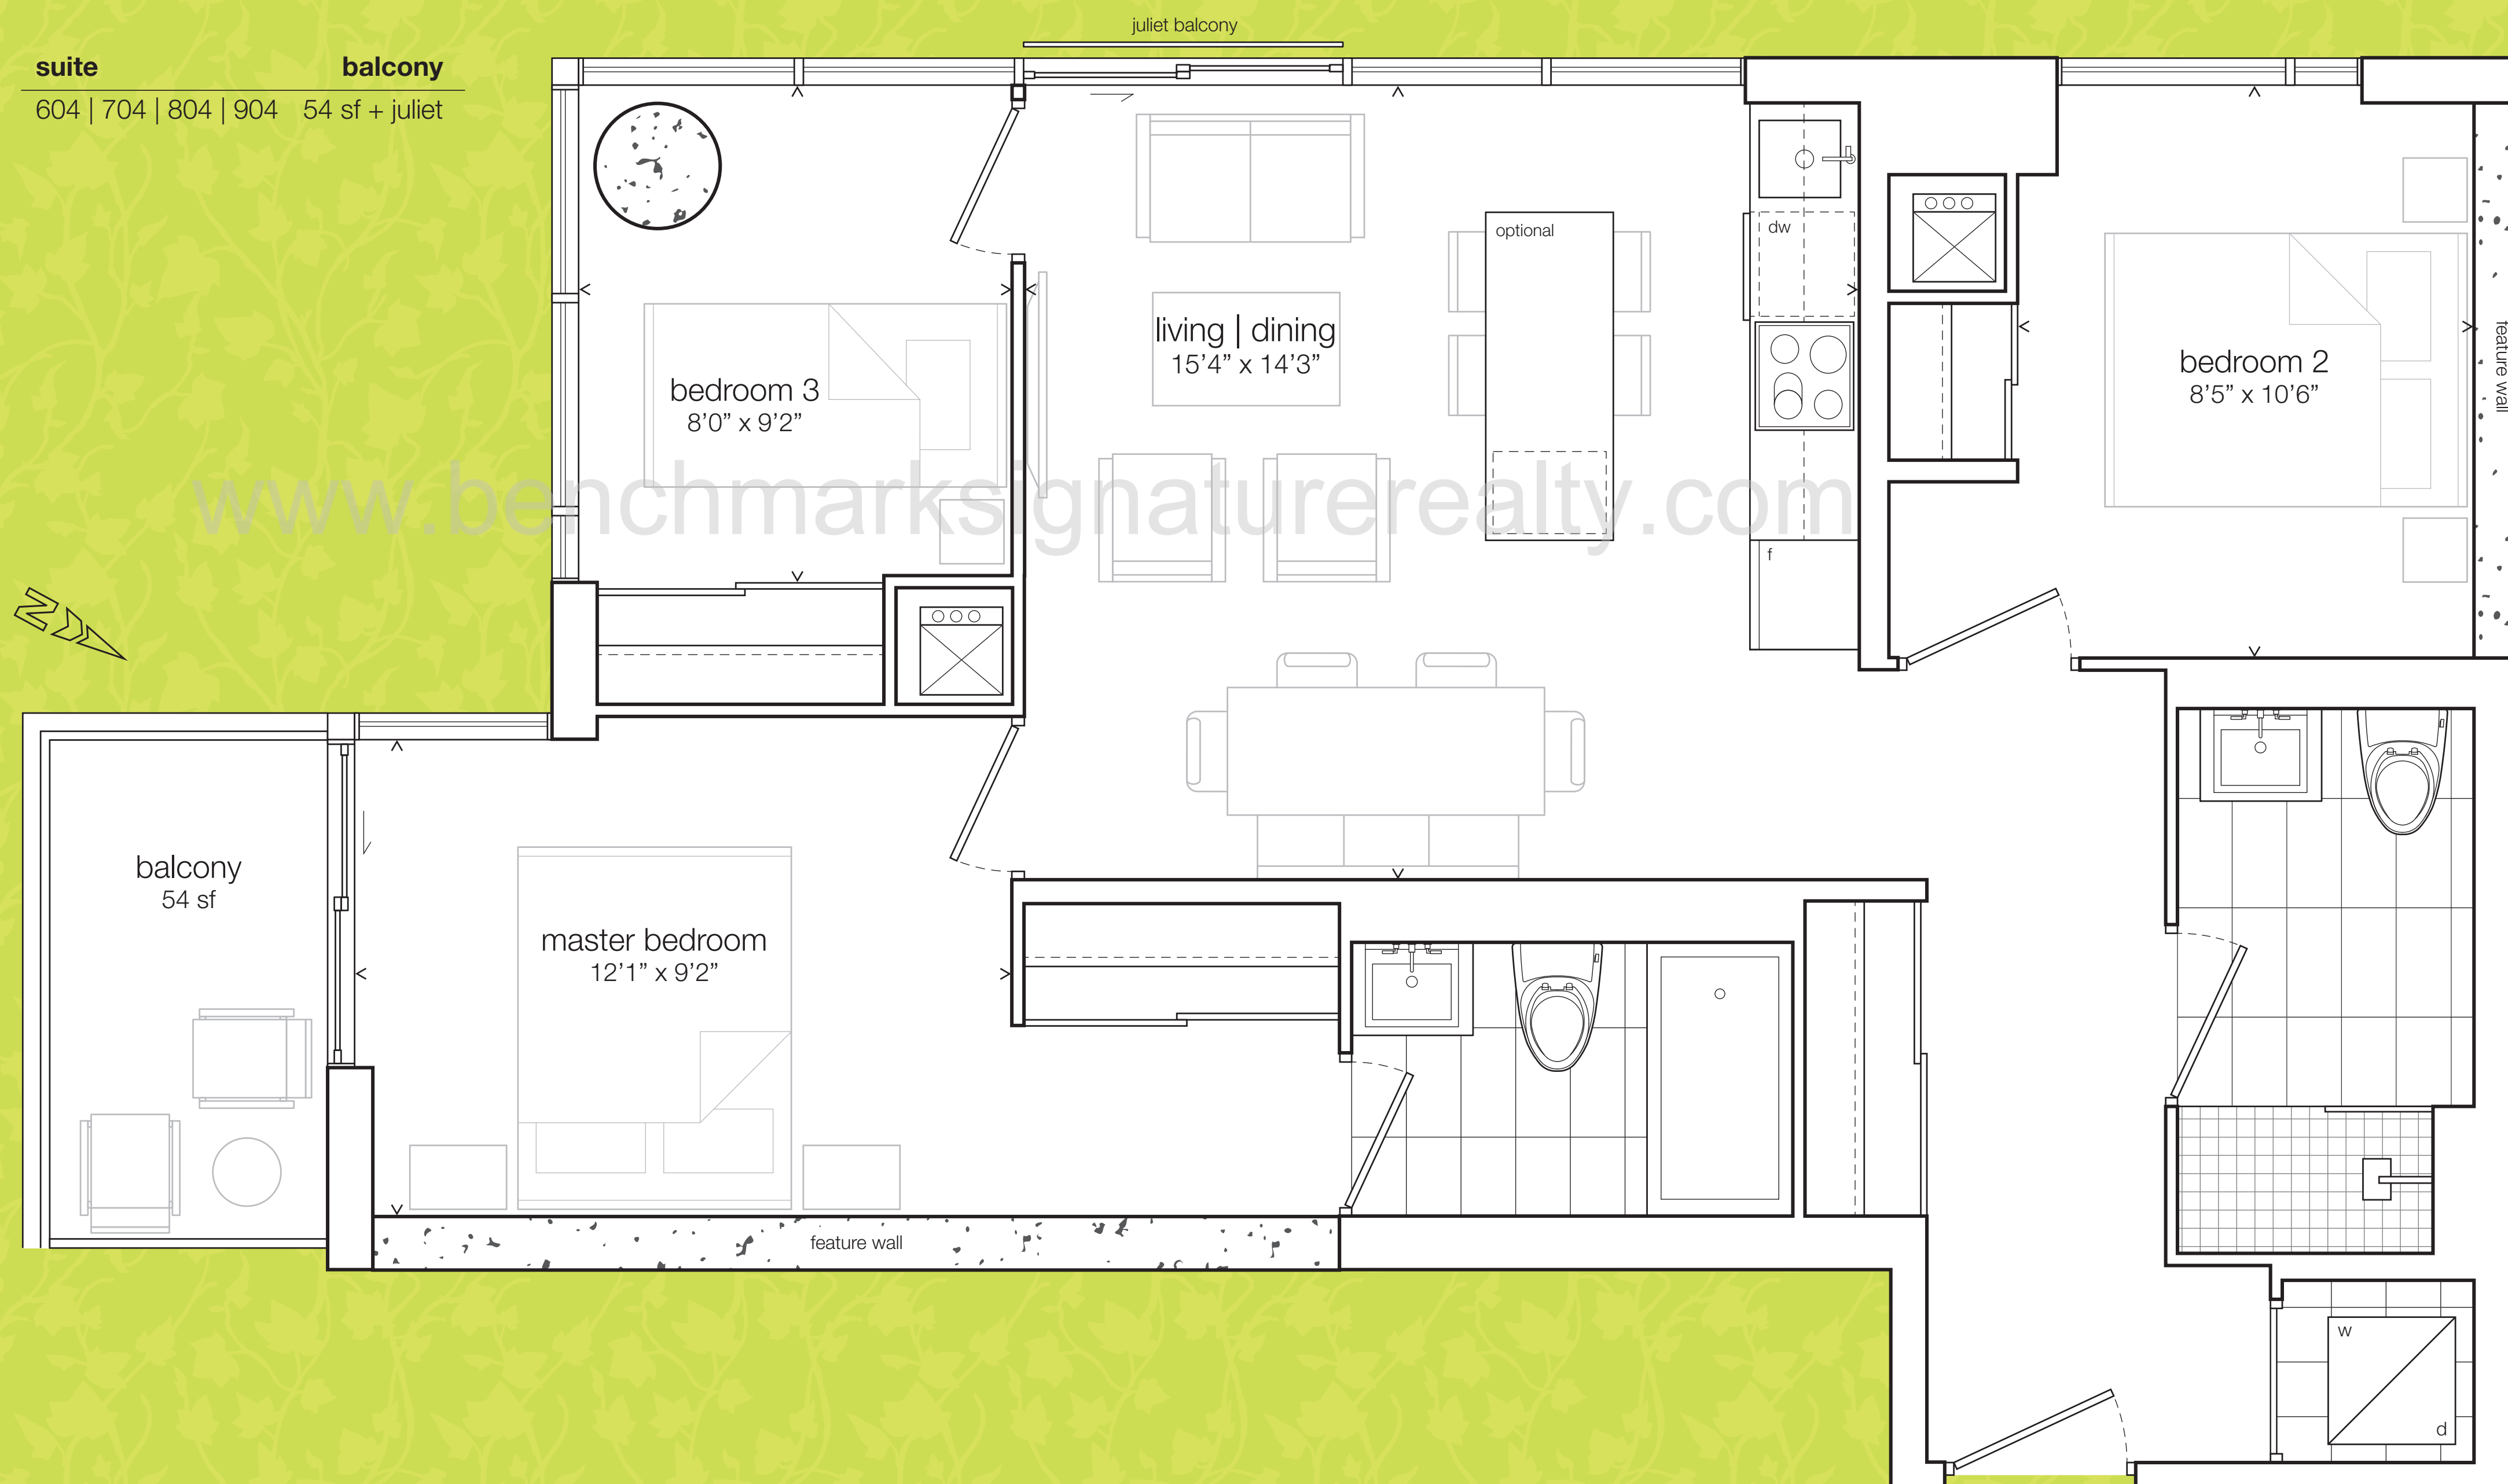 juliet balcony
suite balcony
604 | 704 | 804 | 904 54 sf + juliet
optional
dw
living | dining
15’4” x 14’3”
bedroom 3
8’0” x 9’2”
bedroom 2
8’5” x 10’6”
feature wall
www.benchmarksignaturerealty.com
f
N
balcony
54 sf
master bedroom
12’1” x 9’2”
feature wall
w
d